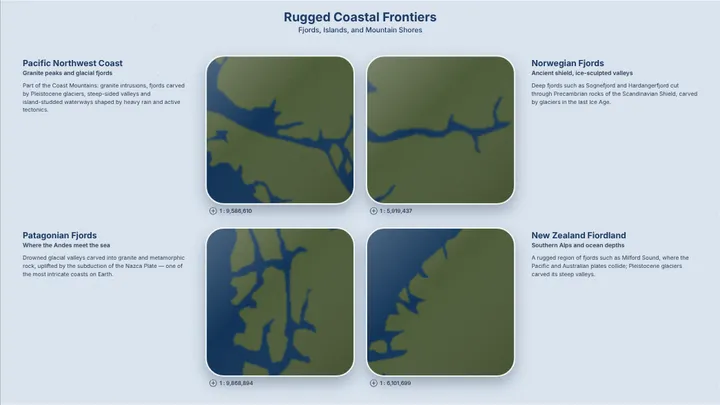 Rugged Coastal Frontiers
Fjords, Islands, and Mountain Shores
Pacific Northwest Coast
Granite peaks and glacial fjords
Part of the Coast Mountains: granite intrusions, fjords carved
by Pleistocene glaciers, steep-sided valleys and
island-studded waterways shaped by heavy rain and active
tectonics.
1 : 9,586,610
Norwegian Fjords
Ancient shield, ice-sculpted valleys
Deep fjords such as Sognefjord and Hardangerfjord cut
through Precambrian rocks of the Scandinavian Shield, carved
by glaciers in the last Ice Age.
1 : 5,919,437
Patagonian Fjords
Where the Andes meet the sea
Drowned glacial valleys carved into granite and metamorphic
rock, uplifted by the subduction of the Nazca Plate — one of
the most intricate coasts on Earth.
1 : 9,868,894
New Zealand Fiordland
Southern Alps and ocean depths
A rugged region of fjords such as Milford Sound, where the
Pacific and Australian plates collide; Pleistocene glaciers
carved its steep valleys.
1 : 6,101,699